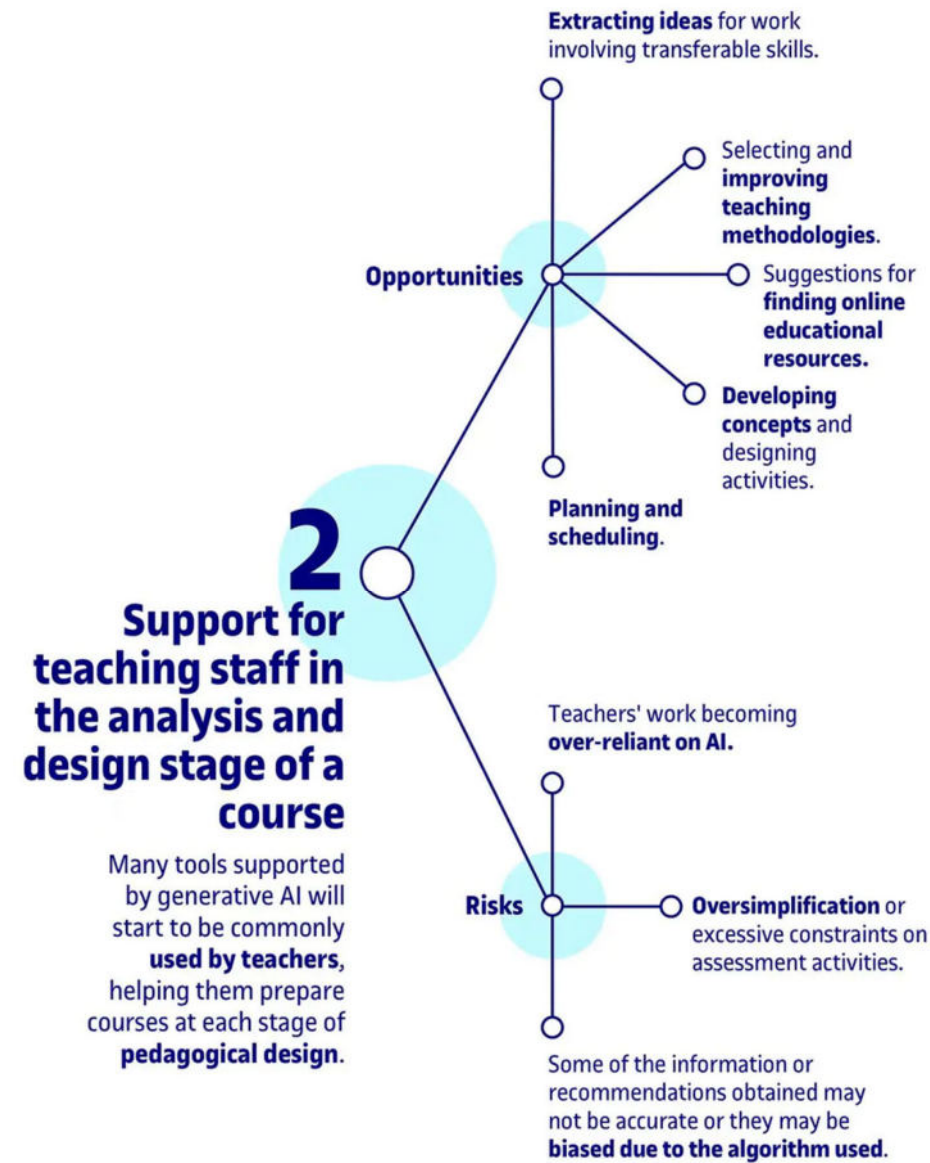 Extracting ideas for work
involving transferable skills.
Selecting and
improving
teaching
methodologies.
Opportunities
Suggestions for
finding online
educational
resources.
Developing
concepts and
designing
activities.
Planning and
scheduling.
2
Support for
teaching staff in
the analysis and
design stage of a
course
Many tools supported
by generative AI will
start to be commonly
used by teachers,
helping them prepare
courses at each stage of
pedagogical design.
Teachers' work becoming
over-reliant on AI.
Risks
Oversimplification or
excessive constraints on
assessment activities.
Some of the information or
recommendations obtained may
not be accurate or they may be
biased due to the algorithm used.